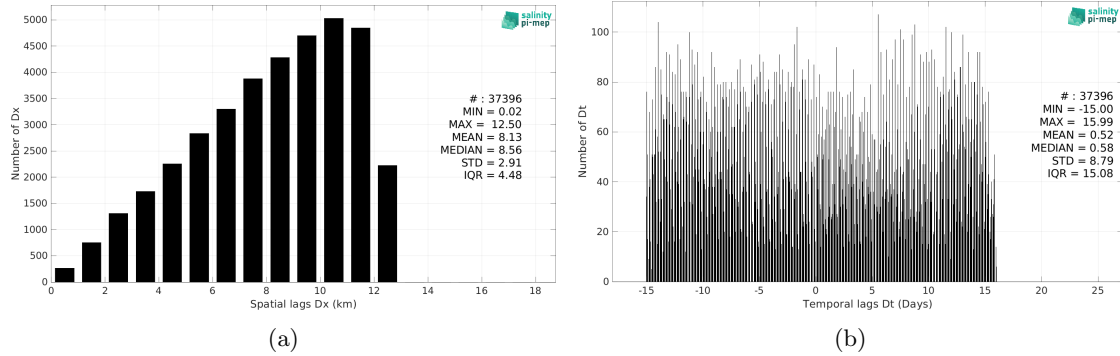 5000
4500
4000
3500
3000
2500
2000
1500
1000
500
0
Number of Dx
0 2 4 6 8 10 12 14 16 18
Spatial lags Dx (km)
salinity
pi-mep
# : 37396
MIN = 0.02
MAX = 12.50
MEAN = 8.13
MEDIAN = 8.56
STD = 2.91
IQR = 4.48
(a)
100
80
60
40
20
0
Number of Dt
-15 -10 -5 0 5 10 15 20 25
Temporal lags Dt (Days)
salinity
pi-mep
# : 37396
MIN = -15.00
MAX = 15.99
MEAN = 0.52
MEDIAN = 0.58
STD = 8.79
IQR = 15.08
(b)